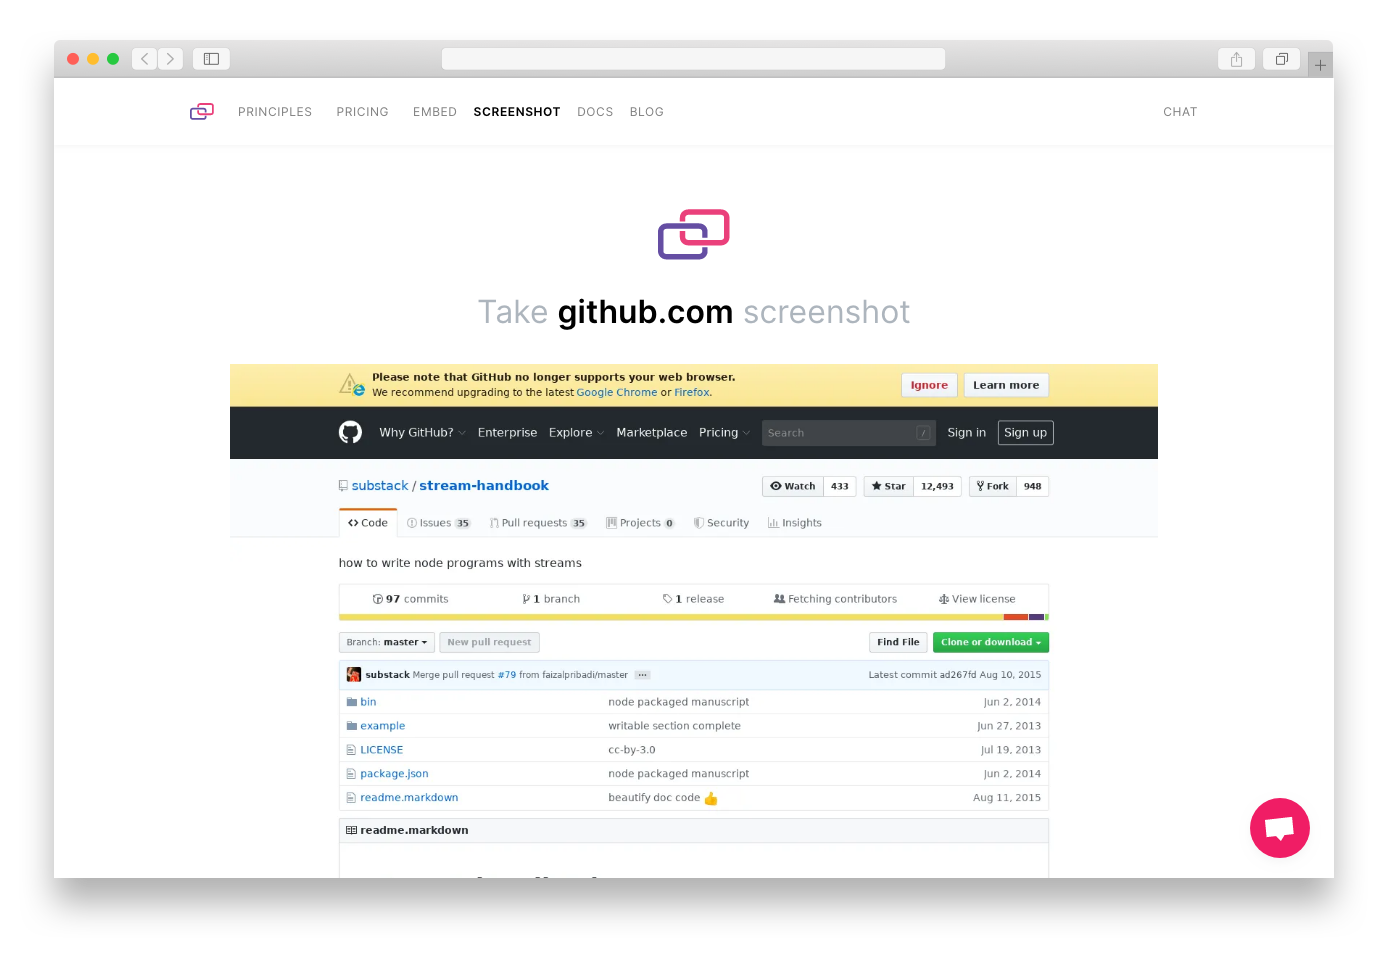 PRINCIPLES PRICING EMBED SCREENSHOT DOCS BLOG CHAT
Take github.com screenshot
Please note that GitHub no longer supports your web browser.
We recommend upgrading to the latest Google Chrome or Firefox.
Ignore Learn more
Why GitHub? Enterprise Explore Marketplace Pricing Search / Sign in Sign up
substack / stream-handbook
Watch 433 Star 12,493 Fork 948
Code Issues 35 Pull requests 35 Projects 0 Security Insights
how to write node programs with streams
97 commits 1 branch 1 release Fetching contributors View license
Branch: master New pull request Find File Clone or download
substack Merge pull request #79 from faizalpribadi/master ... Latest commit ad267fd Aug 10, 2015
bin node packaged manuscript Jun 2, 2014
example writable section complete Jun 27, 2013
LICENSE cc-by-3.0 Jul 19, 2013
package.json node packaged manuscript Jun 2, 2014
readme.markdown beautify doc code 👍 Aug 11, 2015
readme.markdown